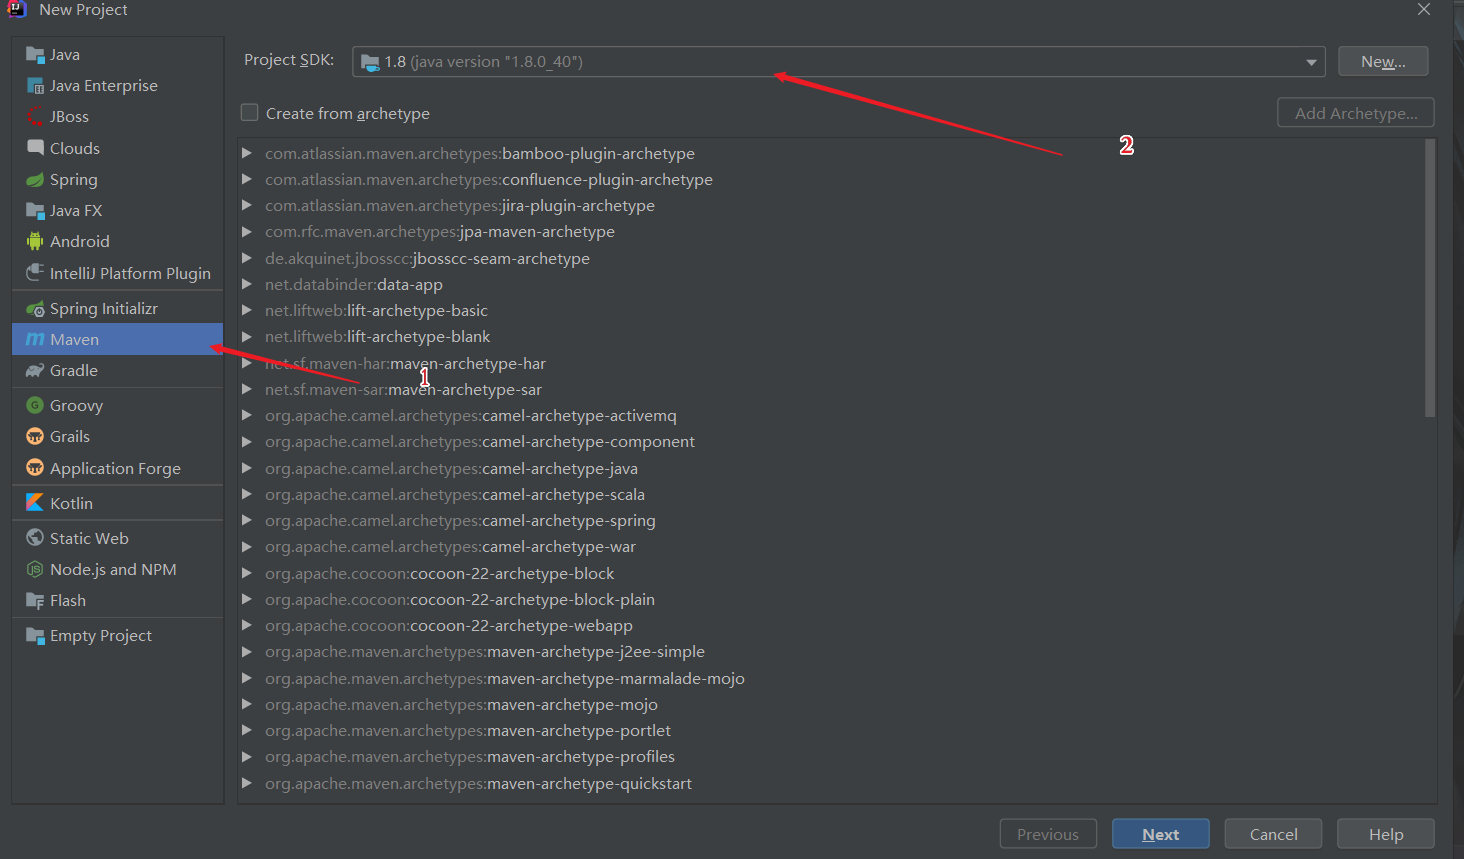 New Project
Java
Java Enterprise
JBoss
Clouds
Spring
Java FX
Android
IntelliJ Platform Plugin
Spring Initializr
Maven
Gradle
Groovy
Grails
Application Forge
Kotlin
Static Web
Node.js and NPM
Flash
Empty Project
Project SDK: 1.8 (java version "1.8.0_40") New...
Create from archetype Add Archetype...
2
com.atlassian.maven.archetypes:bamboo-plugin-archetype
com.atlassian.maven.archetypes:confluence-plugin-archetype
com.atlassian.maven.archetypes:jira-plugin-archetype
com.rfc.maven.archetypes:jpa-maven-archetype
de.akquinet.jbosscc:jbosscc-seam-archetype
net.databinder:data-app
net.liftweb:lift-archetype-basic
net.liftweb:lift-archetype-blank
net.sf.maven-har:maven-archetype-har
1
net.sf.maven-sar:maven-archetype-sar
org.apache.camel.archetypes:camel-archetype-activemq
org.apache.camel.archetypes:camel-archetype-component
org.apache.camel.archetypes:camel-archetype-java
org.apache.camel.archetypes:camel-archetype-scala
org.apache.camel.archetypes:camel-archetype-spring
org.apache.camel.archetypes:camel-archetype-war
org.apache.cocoon:cocoon-22-archetype-block
org.apache.cocoon:cocoon-22-archetype-block-plain
org.apache.cocoon:cocoon-22-archetype-webapp
org.apache.maven.archetypes:maven-archetype-j2ee-simple
org.apache.maven.archetypes:maven-archetype-marmalade-mojo
org.apache.maven.archetypes:maven-archetype-mojo
org.apache.maven.archetypes:maven-archetype-portlet
org.apache.maven.archetypes:maven-archetype-profiles
org.apache.maven.archetypes:maven-archetype-quickstart
Previous Next Cancel Help